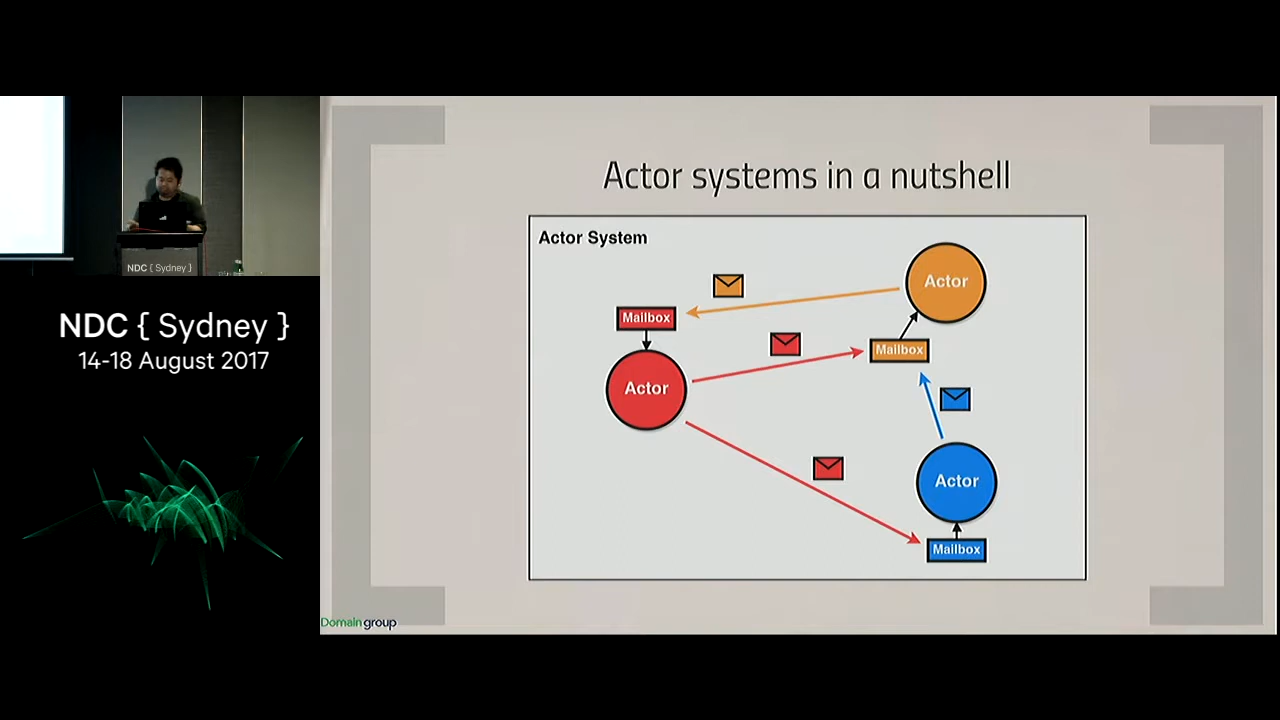 NDC { Sydney }
NDC { Sydney }
14-18 August 2017
Actor systems in a nutshell
Actor System
Mailbox
Actor
Actor
Mailbox
Actor
Mailbox
Domain group